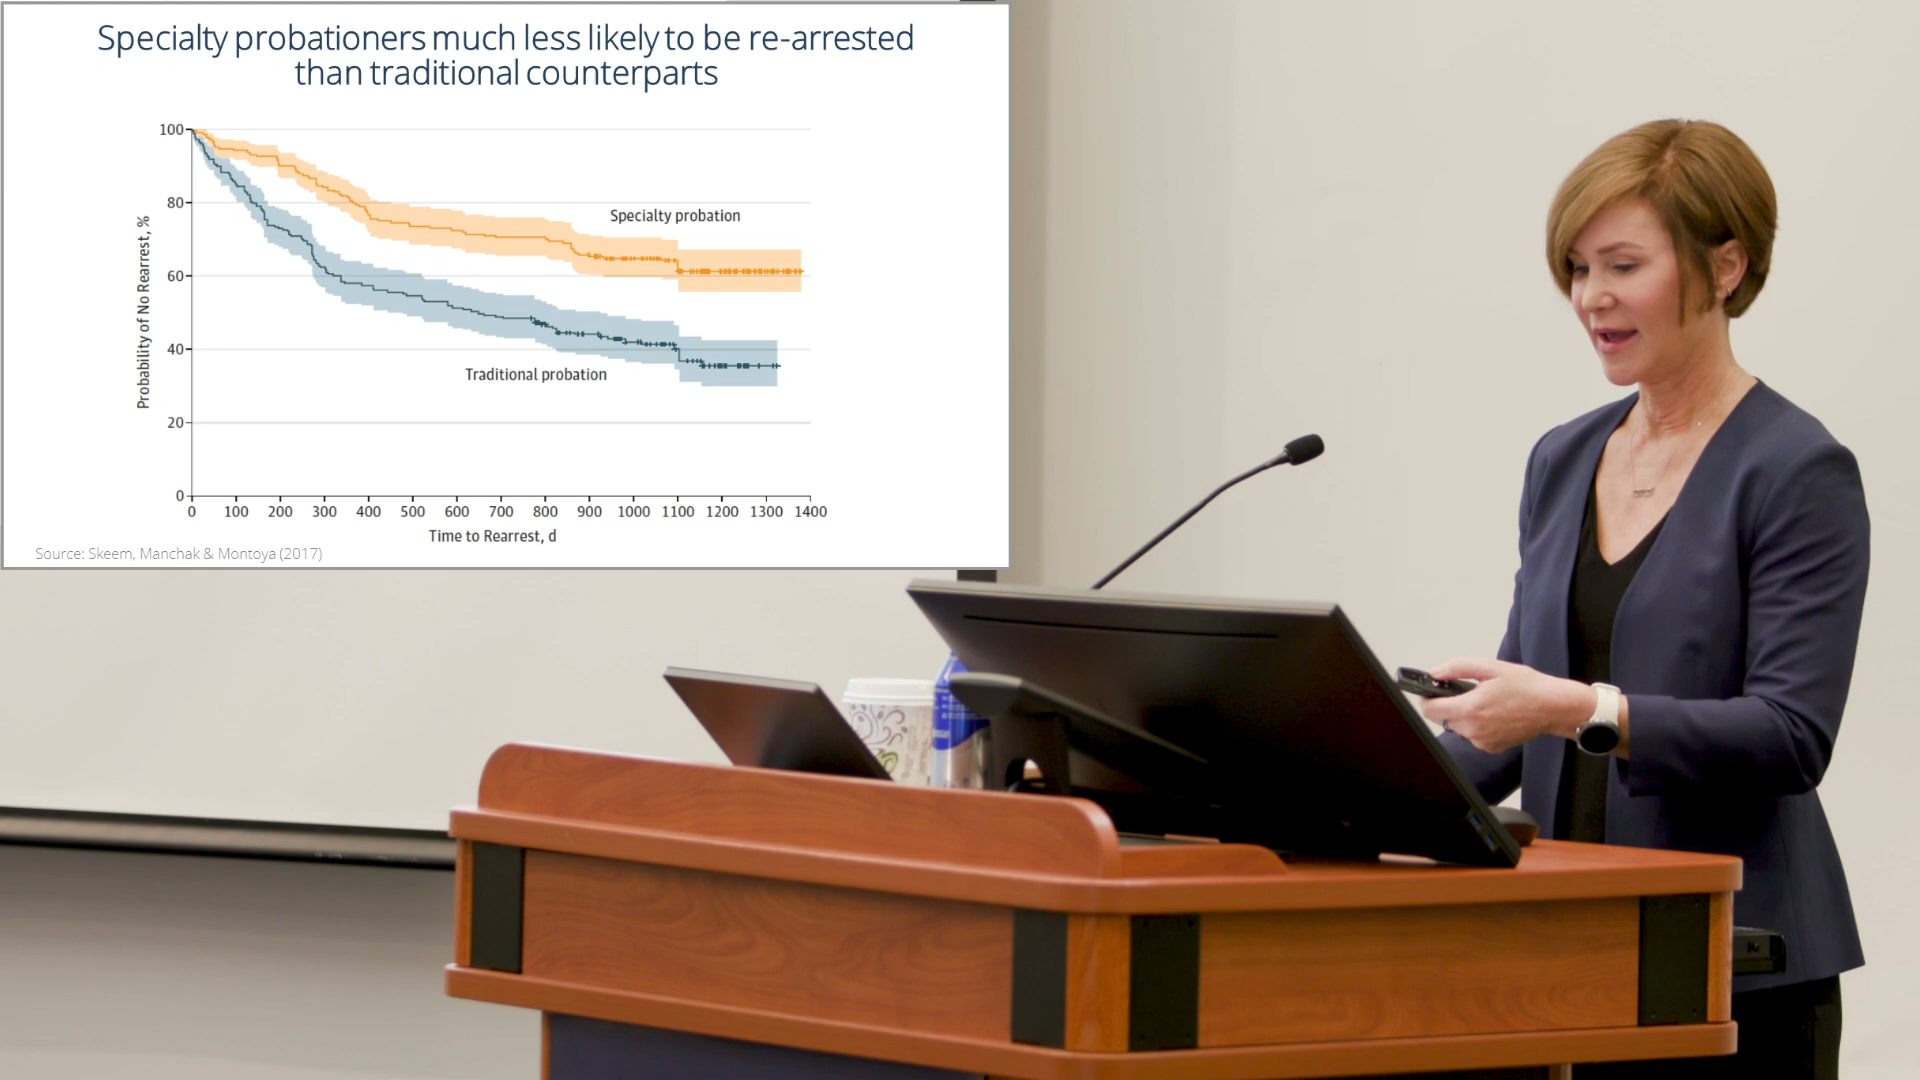 Specialty probationers much less likely to be re-arrested
than traditional counterparts
Probability of No Rearrest, %
100
80
60
40
20
0
Specialty probation
Traditional probation
0 100 200 300 400 500 600 700 800 900 1000 1100 1200 1300 1400
Time to Rearrest, d
Source: Skeem, Manchak & Montoya (2017)